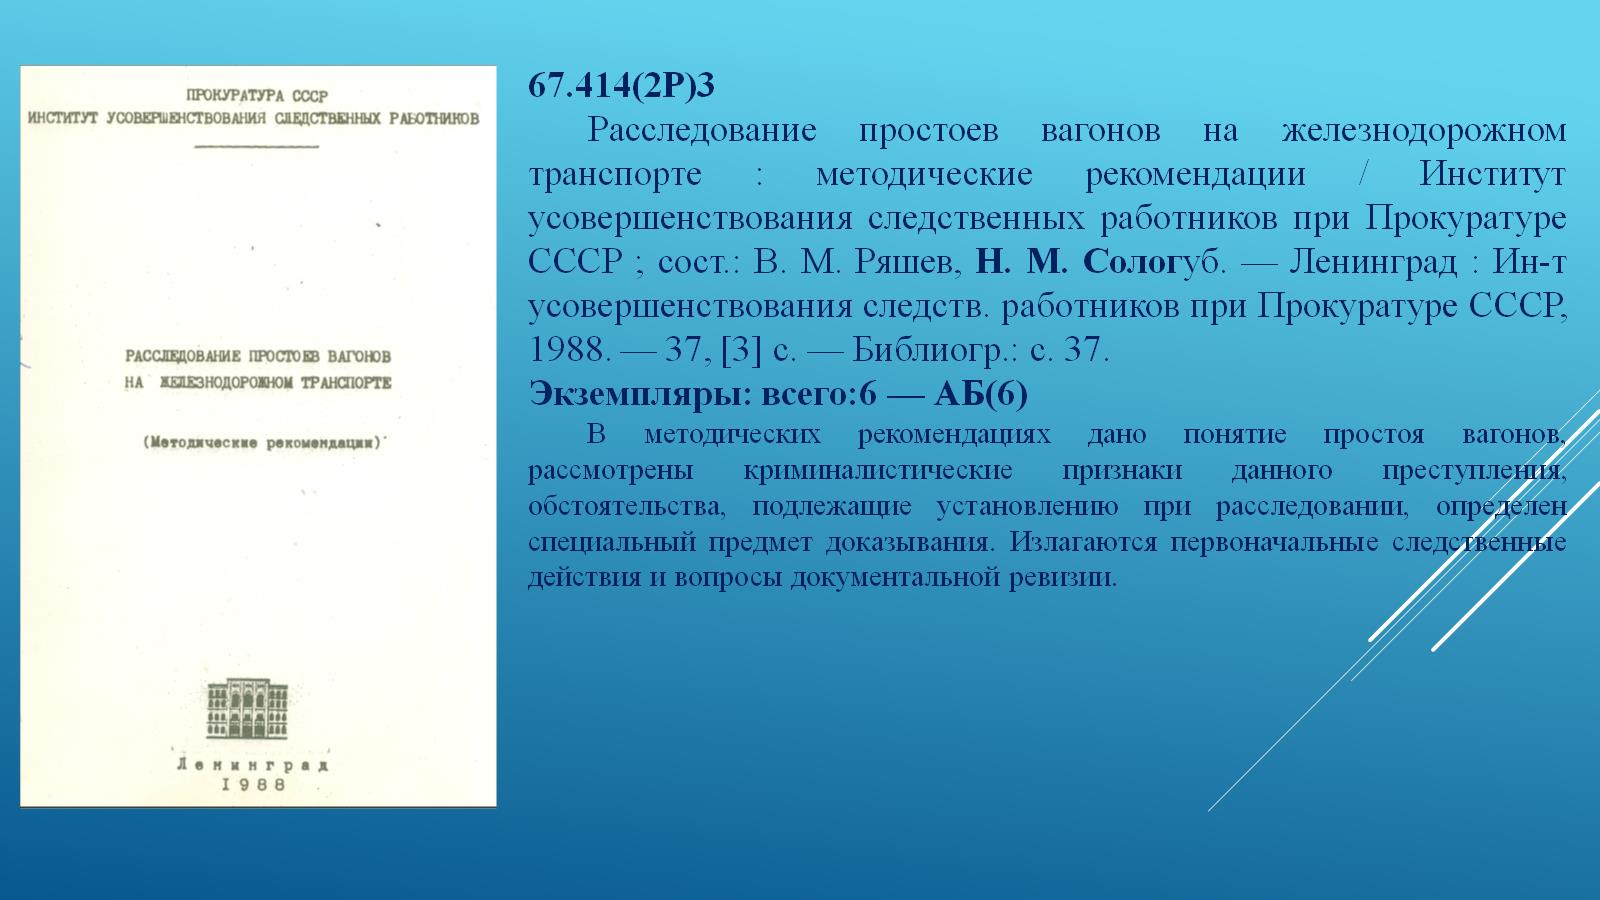 ПРОКУРАТУРА СССР
ИНСТИТУТ УСОВЕРШЕНСТВОВАНИЯ СЛЕДСТВЕННЫХ РАБОТНИКОВ
РАССЛЕДОВАНИЕ ПРОСТОЕВ ВАГОНОВ
НА ЖЕЛЕЗНОДОРОЖНОМ ТРАНСПОРТЕ
(Методические рекомендации)
Ленинград
1988
67.414(2Р)3
Расследование простоев вагонов на железнодорожном
транспорте : методические рекомендации / Институт
усовершенствования следственных работников при Прокуратуре
СССР ; сост.: В. М. Ряшев, Н. М. Сологуб. — Ленинград : Ин-т
усовершенствования следств. работников при Прокуратуре СССР,
1988. — 37, [3] с. — Библиогр.: с. 37.
Экземпляры: всего:6 — АБ(6)
В методических рекомендациях дано понятие простоя вагонов,
рассмотрены криминалистические признаки данного преступления,
обстоятельства, подлежащие установлению при расследовании, определен
специальный предмет доказывания. Излагаются первоначальные следственные
действия и вопросы документальной ревизии.